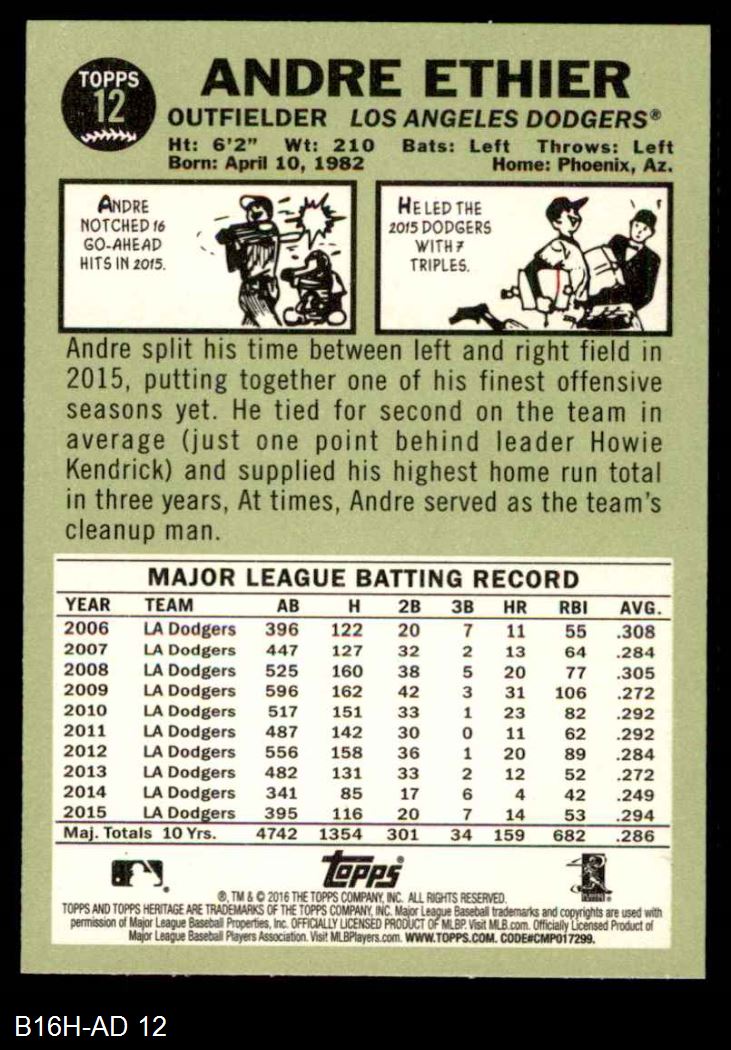 TOPPS
12
ANDRE ETHIER
OUTFIELDER LOS ANGELES DODGERS®
Ht: 6'2" Wt: 210 Bats: Left Throws: Left
Born: April 10, 1982 Home: Phoenix, Az.
ANDRE
NOTCHED 16
GO-AHEAD
HITS IN 2015.
HE LED THE
2015 DODGERS
WITH 7
TRIPLES.
Andre split his time between left and right field in
2015, putting together one of his finest offensive
seasons yet. He tied for second on the team in
average (just one point behind leader Howie
Kendrick) and supplied his highest home run total
in three years, At times, Andre served as the team's
cleanup man.
MAJOR LEAGUE BATTING RECORD
YEAR TEAM AB H 2B 3B HR RBI AVG.
2006 LA Dodgers 396 122 20 7 11 55 .308
2007 LA Dodgers 447 127 32 2 13 64 .284
2008 LA Dodgers 525 160 38 5 20 77 .305
2009 LA Dodgers 596 162 42 3 31 106 .272
2010 LA Dodgers 517 151 33 1 23 82 .292
2011 LA Dodgers 487 142 30 0 11 62 .292
2012 LA Dodgers 556 158 36 1 20 89 .284
2013 LA Dodgers 482 131 33 2 12 52 .272
2014 LA Dodgers 341 85 17 6 4 42 .249
2015 LA Dodgers 395 116 20 7 14 53 .294
Maj. Totals 10 Yrs. 4742 1354 301 34 159 682 .286
topps®
®, TM & © 2016 THE TOPPS COMPANY, INC. ALL RIGHTS RESERVED.
TOPPS AND TOPPS HERITAGE ARE TRADEMARKS OF THE TOPPS COMPANY, INC. Major League Baseball trademarks and copyrights are used with
permission of Major League Baseball Properties, Inc. OFFICIALLY LICENSED PRODUCT OF MLBP. Visit MLB.com. Officially Licensed Product of
Major League Baseball Players Association. Visit MLBPlayers.com. WWW.TOPPS.COM. CODE#CMP017299.
B16H-AD 12